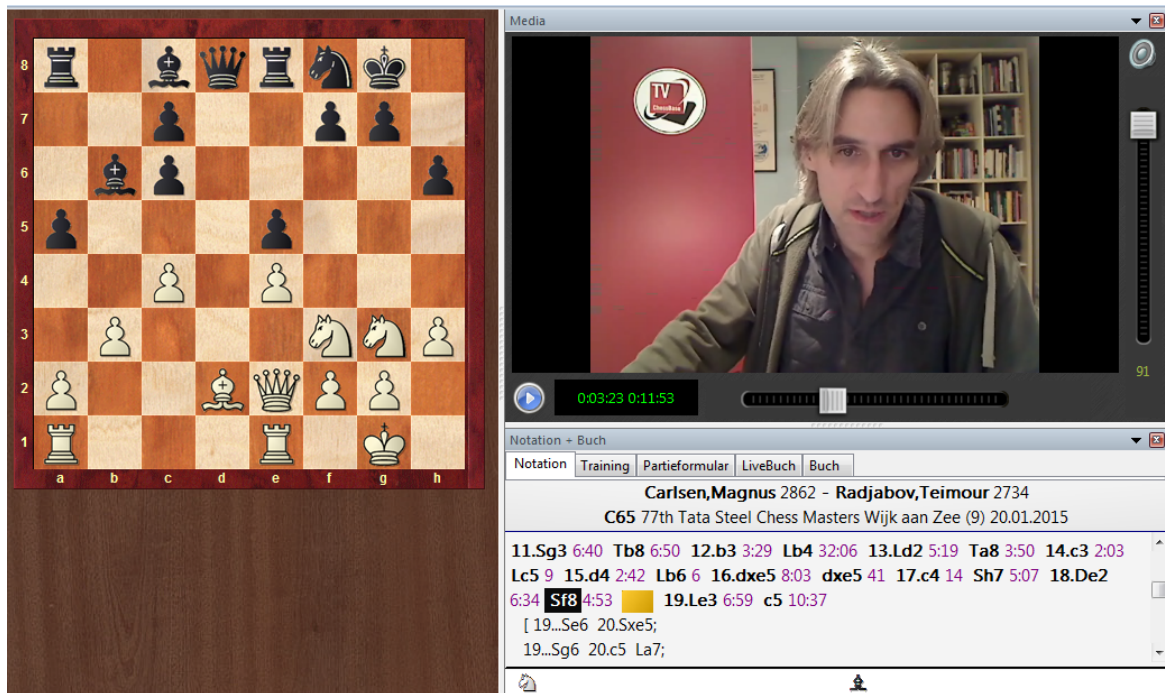 Media
8
7
6
5
4
3
2
1
a b c d e f g h
TV
ChessBase
91
0:03:23 0:11:53
Notation + Buch
Notation Training Partieformular LiveBuch Buch
Carlsen,Magnus 2862 - Radjabov,Teimour 2734
C65 77th Tata Steel Chess Masters Wijk aan Zee (9) 20.01.2015
11.Sg3 6:40 Tb8 6:50 12.b3 3:29 Lb4 32:06 13.Ld2 5:19 Ta8 3:50 14.c3 2:03
Lc5 9 15.d4 2:42 Lb6 6 16.dxe5 8:03 dxe5 41 17.c4 14 Sh7 5:07 18.De2
6:34 Sf8 4:53 19.Le3 6:59 c5 10:37
[ 19...Se6 20.Sxe5;
19...Sg6 20.c5 La7;